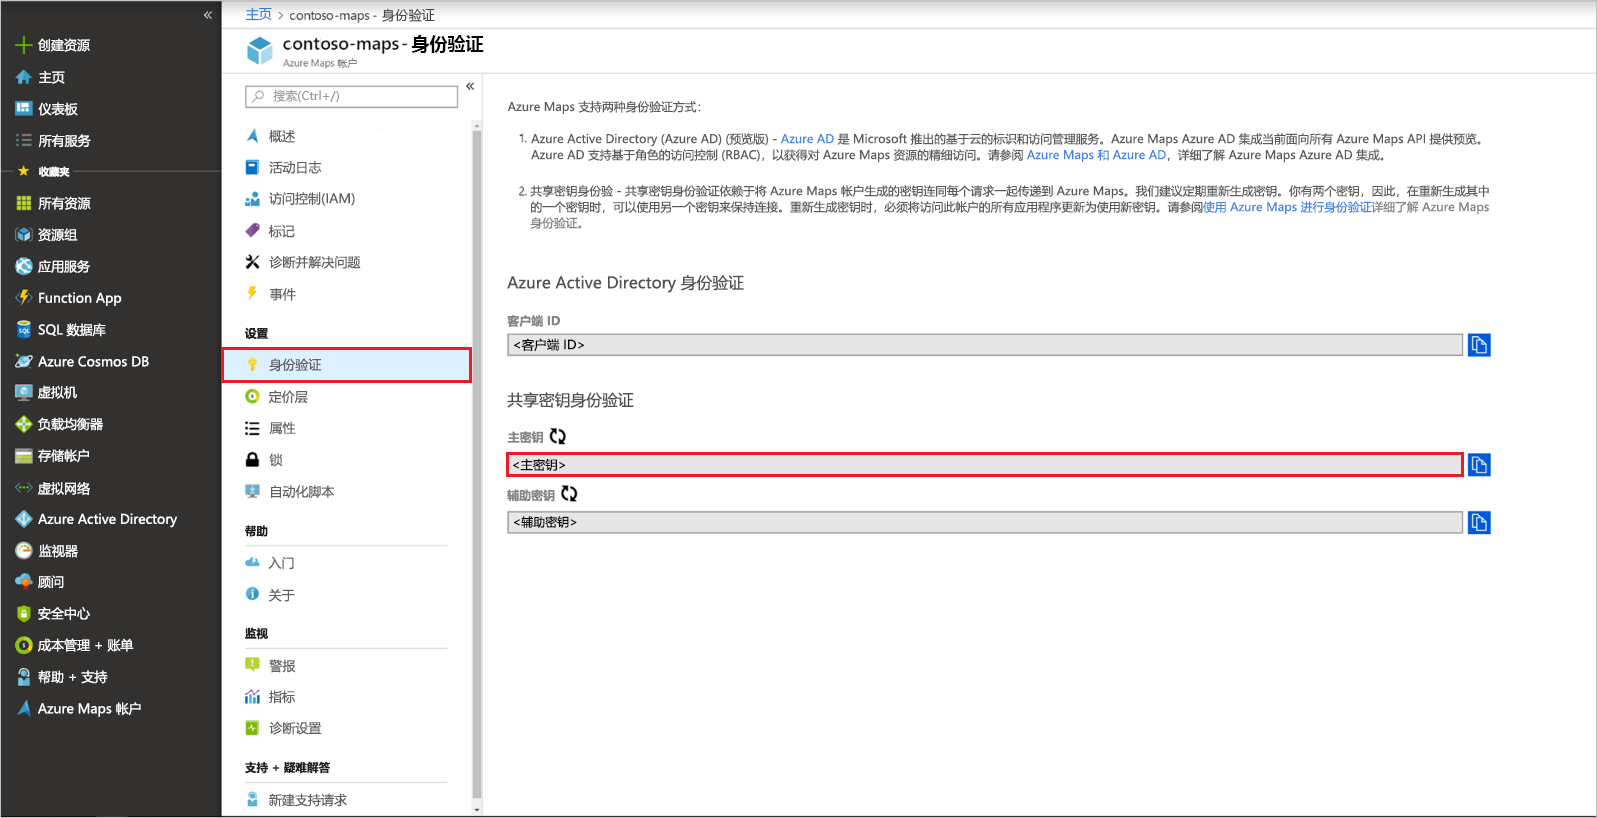 «
创建资源
主页
仪表板
所有服务
收藏夹
所有资源
资源组
应用服务
Function App
SQL 数据库
Azure Cosmos DB
虚拟机
负载均衡器
存储帐户
虚拟网络
Azure Active Directory
监视器
顾问
安全中心
成本管理 + 账单
帮助 + 支持
Azure Maps 帐户
主页 > contoso-maps - 身份验证
contoso-maps - 身份验证
Azure Maps 帐户
搜索(Ctrl+/)
«
概述
活动日志
访问控制(IAM)
标记
诊断并解决问题
事件
设置
身份验证
定价层
属性
锁
自动化脚本
帮助
入门
关于
监视
警报
指标
诊断设置
支持 + 疑难解答
新建支持请求
Azure Maps 支持两种身份验证方式：
1. Azure Active Directory (Azure AD) (预览版) - Azure AD 是 Microsoft 推出的基于云的标识和访问管理服务。Azure Maps Azure AD 集成当前面向所有 Azure Maps API 提供预览。
Azure AD 支持基于角色的访问控制 (RBAC)，以获得对 Azure Maps 资源的精细访问。请参阅 Azure Maps 和 Azure AD，详细了解 Azure Maps Azure AD 集成。
2. 共享密钥身份验 - 共享密钥身份验证依赖于将 Azure Maps 帐户生成的密钥连同每个请求一起传递到 Azure Maps。我们建议定期重新生成密钥。你有两个密钥，因此，在重新生成其中
的一个密钥时，可以使用另一个密钥来保持连接。重新生成密钥时，必须将访问此帐户的所有应用程序更新为使用新密钥。请参阅使用 Azure Maps 进行身份验证详细了解 Azure Maps
身份验证。
Azure Active Directory 身份验证
客户端 ID
<客户端 ID>
共享密钥身份验证
主密钥
<主密钥>
辅助密钥
<辅助密钥>